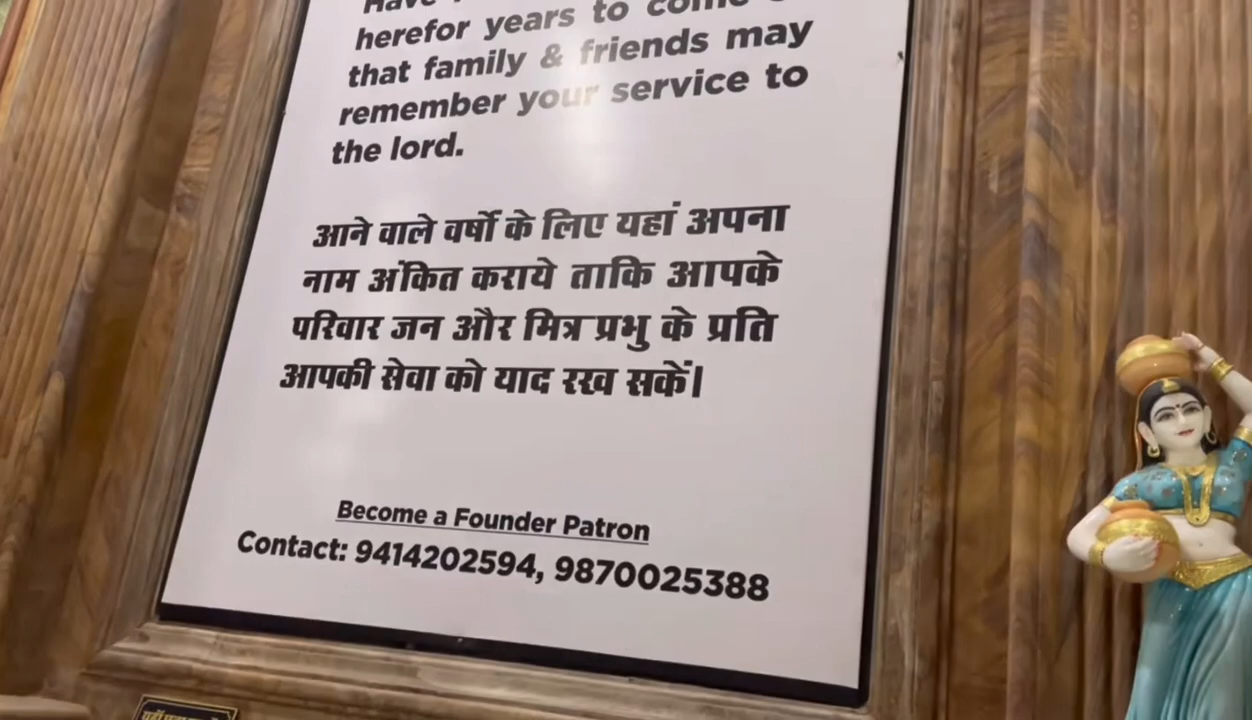 Have
herefor years to come
that family & friends may
remember your service to
the lord.
आने वाले वर्षो के लिए यहां अपना
नाम अंकित कराये ताकि आपके
परिवार जन और मित्र प्रभु के प्रति
आपकी सेवा को याद रख सकें।
Become a Founder Patron
Contact: 9414202594, 9870025388